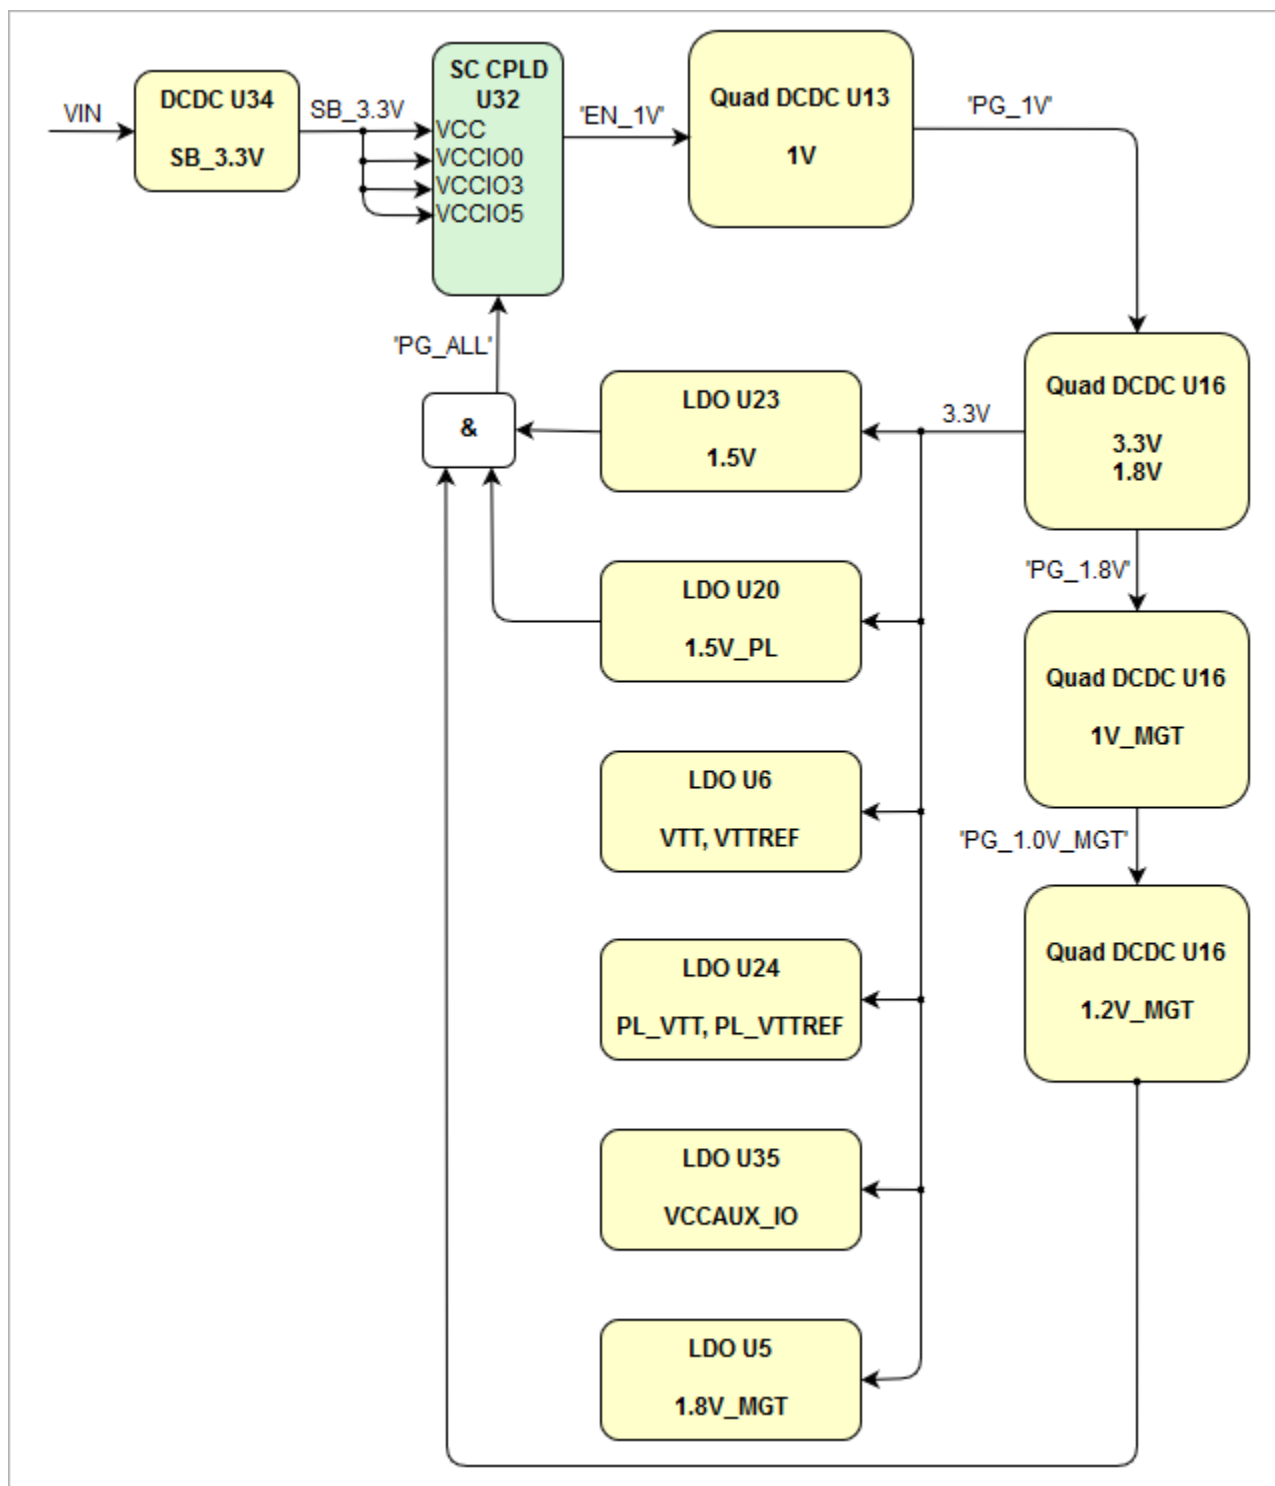 VIN
DCDC U34
SB_3.3V
SB_3.3V
SC CPLD
U32
VCC
VCCIO0
VCCIO3
VCCIO5
'EN_1V'
Quad DCDC U13
1V
'PG_1V'
'PG_ALL'
&
LDO U23
1.5V
3.3V
Quad DCDC U16
3.3V
1.8V
'PG_1.8V'
LDO U20
1.5V_PL
Quad DCDC U16
1V_MGT
LDO U6
VTT, VTTREF
'PG_1.0V_MGT'
Quad DCDC U16
1.2V_MGT
LDO U24
PL_VTT, PL_VTTREF
LDO U35
VCCAUX_IO
LDO U5
1.8V_MGT